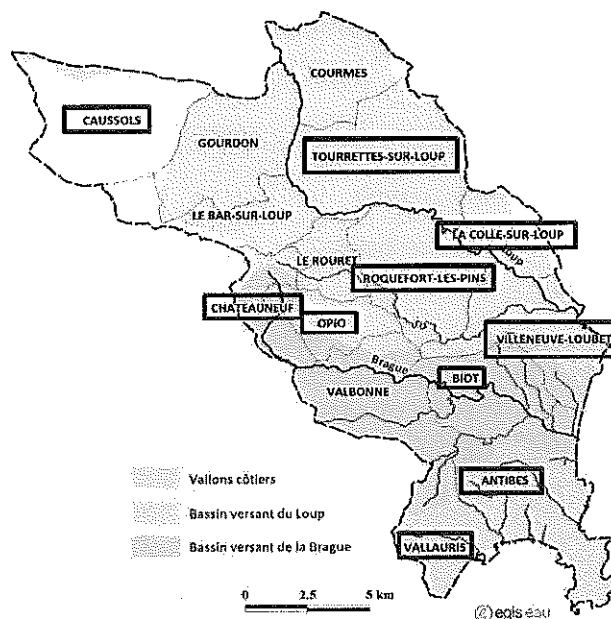 COURMES
CAUSSOLS
GOURDON
TOURRETTES-SUR-LOUP
LE BAR-SUR-LOUP
LA COLLE-SUR-LOUP
Loup
LE ROURET
ROQUEFORT-LES-PINS
CHATEAUNEUF
OPIO
VILLENEUVE-LOUBET
Brague
BIOT
VALBONNE
Vallons côtiers
ANTIBES
Bassin versant du Loup
Bassin versant de la Brague
VALLAURIS
0 2.5 5 km
egis eau